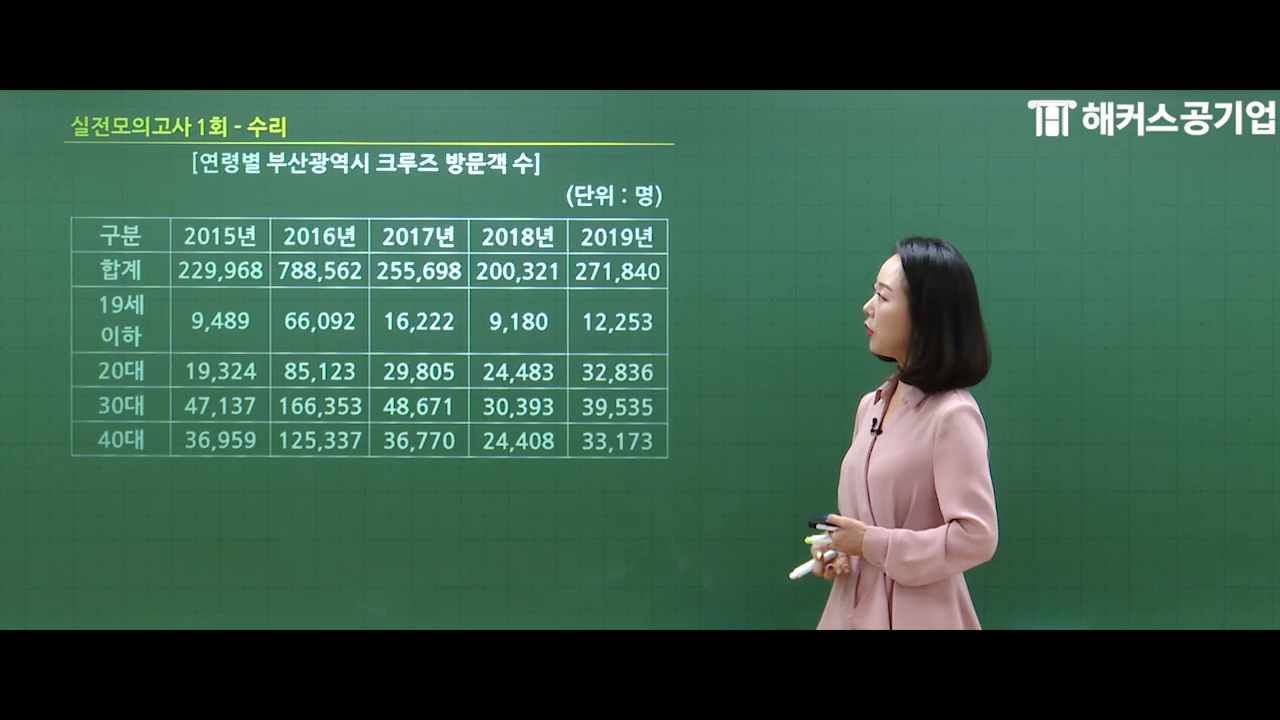 실전모의고사 1회 - 수리
해커스공기업
[연령별 부산광역시 크루즈 방문객 수]
(단위 : 명)
구분 2015년 2016년 2017년 2018년 2019년
합계 229,968 788,562 255,698 200,321 271,840
19세
이하 9,489 66,092 16,222 9,180 12,253
20대 19,324 85,123 29,805 24,483 32,836
30대 47,137 166,353 48,671 30,393 39,535
40대 36,959 125,337 36,770 24,408 33,173